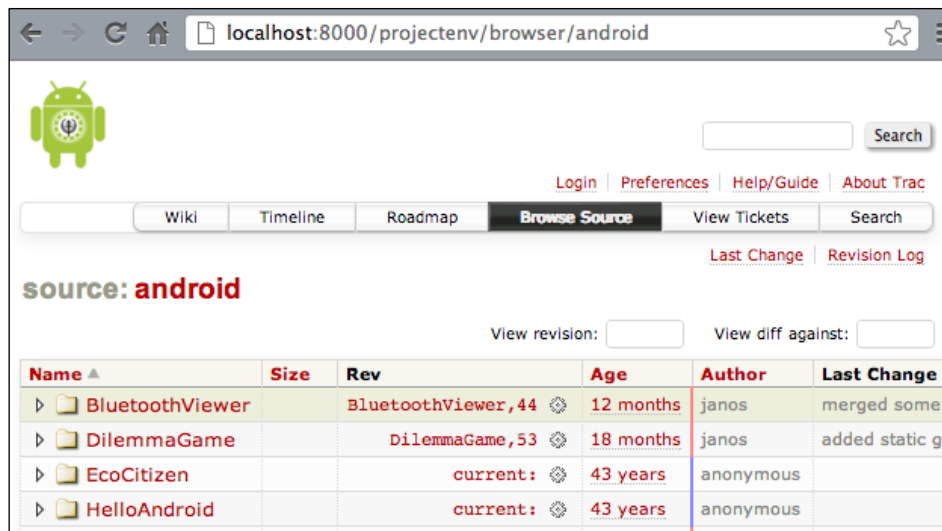 localhost:8000/projectenv/browser/android
Search
Login Preferences Help/Guide About Trac
Wiki Timeline Roadmap Browse Source View Tickets Search
Last Change Revision Log
source: android
View revision: View diff against:
Name Size Rev Age Author Last Change
BluetoothViewer BluetoothViewer,44 12 months janos merged some
DilemmaGame DilemmaGame,53 18 months janos added static g
EcoCitizen current: 43 years anonymous
HelloAndroid current: 43 years anonymous